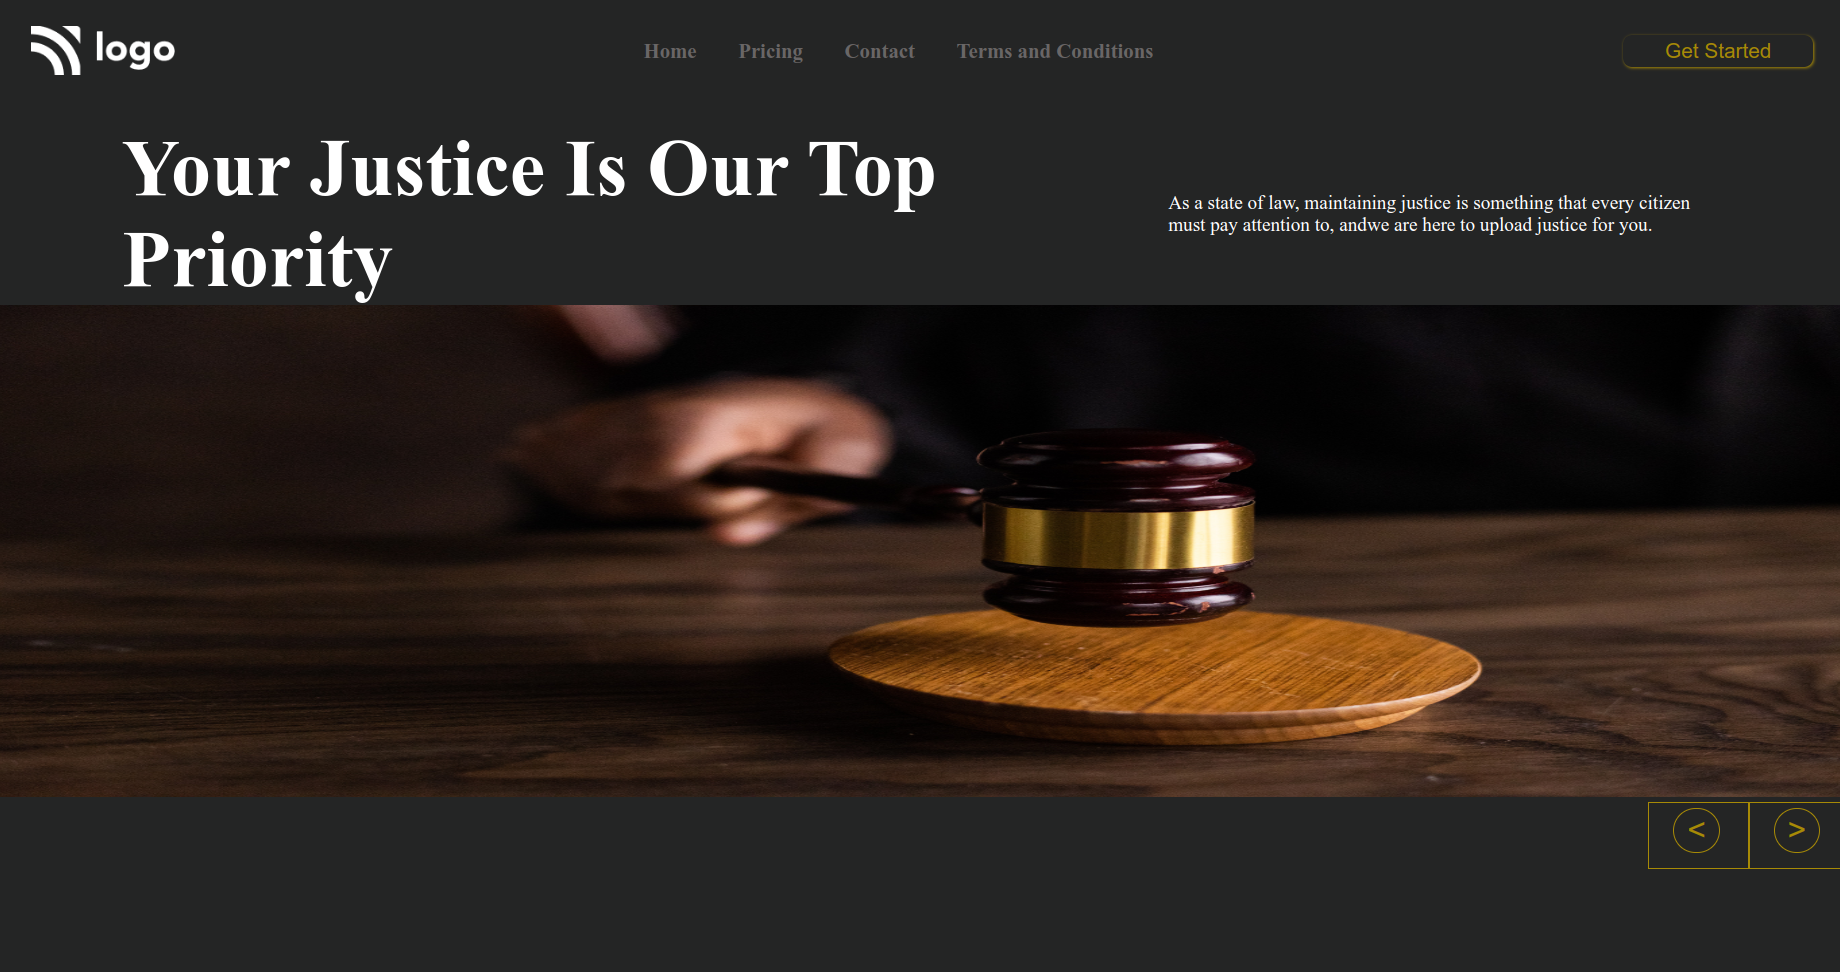 logo
Home Pricing Contact Terms and Conditions
Get Started
Your Justice Is Our Top
Priority
As a state of law, maintaining justice is something that every citizen
must pay attention to, andwe are here to upload justice for you.
< >